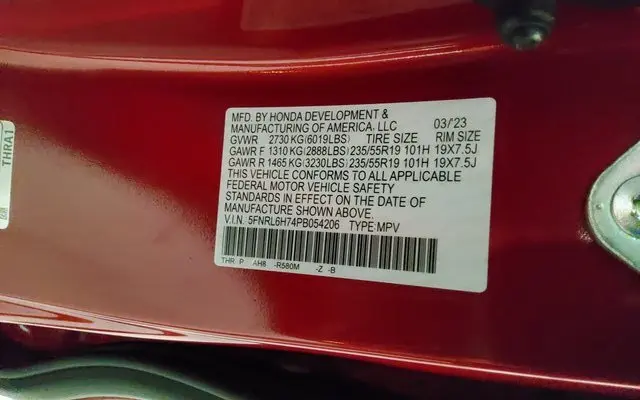 MFD. BY HONDA DEVELOPMENT & 03/'23
MANUFACTURING OF AMERICA, LLC
GVWR 2730 KG(6019LBS) TIRE SIZE RIM SIZE
GAWR F 1310 KG(2888LBS) 235/55R19 101H 19X7.5J
GAWR R 1465 KG(3230LBS) 235/55R19 101H 19X7.5J
THIS VEHICLE CONFORMS TO ALL APPLICABLE
FEDERAL MOTOR VEHICLE SAFETY
STANDARDS IN EFFECT ON THE DATE OF
MANUFACTURE SHOWN ABOVE.
V.I.N. 5FNRL6H74PB054206 TYPE:MPV
THR P AH8 -R580M -Z -B
THRA1